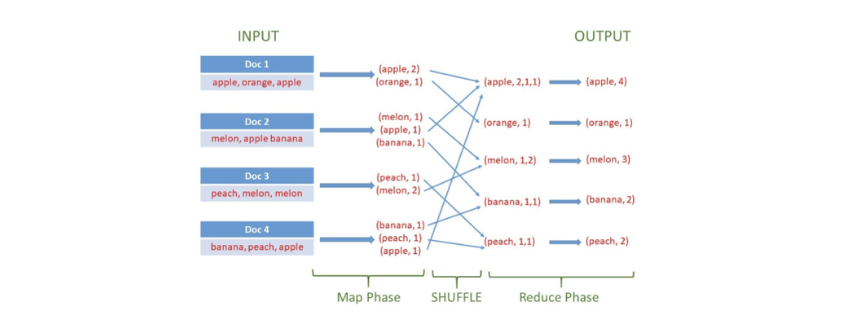 INPUT
OUTPUT
Doc 1
apple, orange, apple
Doc 2
melon, apple banana
Doc 3
peach, melon, melon
Doc 4
banana, peach, apple
(apple, 2)
(orange, 1)
(melon, 1)
(apple, 1)
(banana, 1)
(peach, 1)
(melon, 2)
(banana, 1)
(peach, 1)
(apple, 1)
(apple, 2,1,1)
(orange, 1)
(melon, 1,2)
(banana, 1,1)
(peach, 1,1)
(apple, 4)
(orange, 1)
(melon, 3)
(banana, 2)
(peach, 2)
Map Phase
SHUFFLE
Reduce Phase